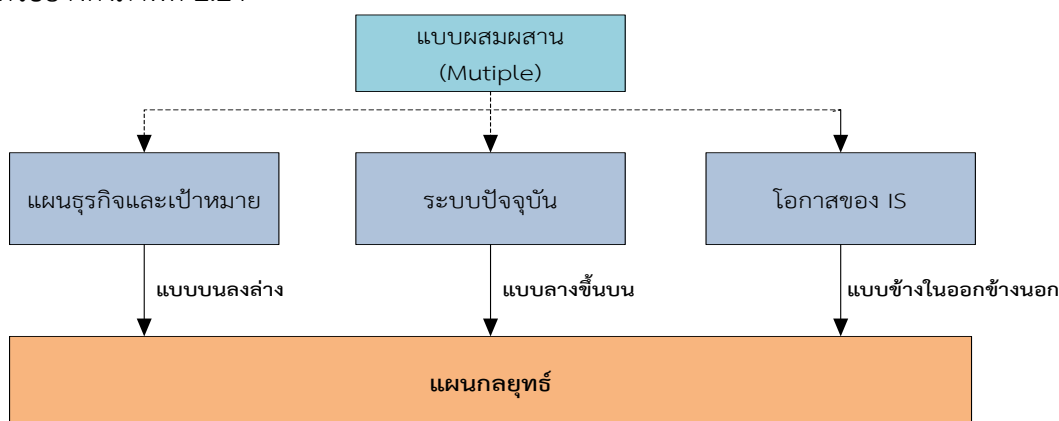 แบบผสมผสาน
(Mutiple)
แผนธุรกิจและเป้าหมาย
ระบบปัจจุบัน
โอกาสของ IS
แบบบนลงล่าง
แบบลางขึ้นบน
แบบข้างในออกข้างนอก
แผนกลยุทธ์